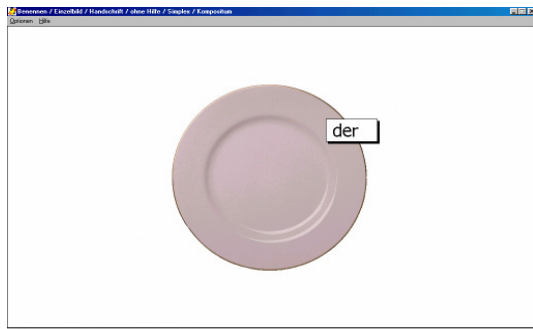 Benennen / Einzelbild / Handschrift / ohne Hilfe / Simplex / Kompositum
Optionen Hilfe
der